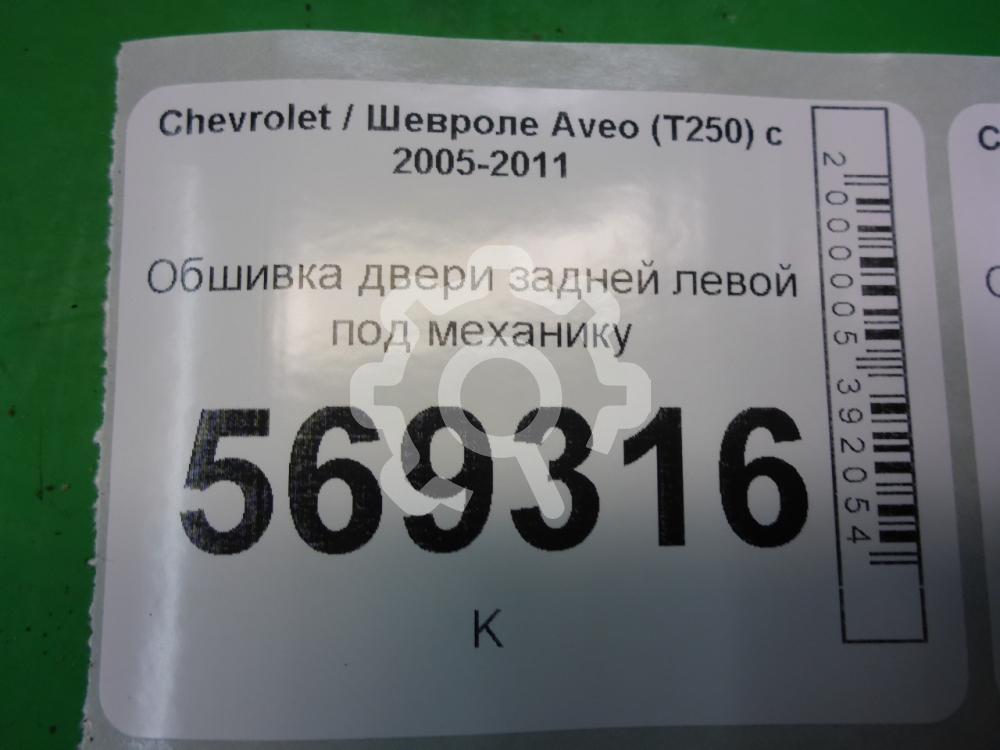 Chevrolet / Шевроле Aveo (T250) с
2005-2011
Обшивка двери задней левой
под механику
569316
К
2000005392054